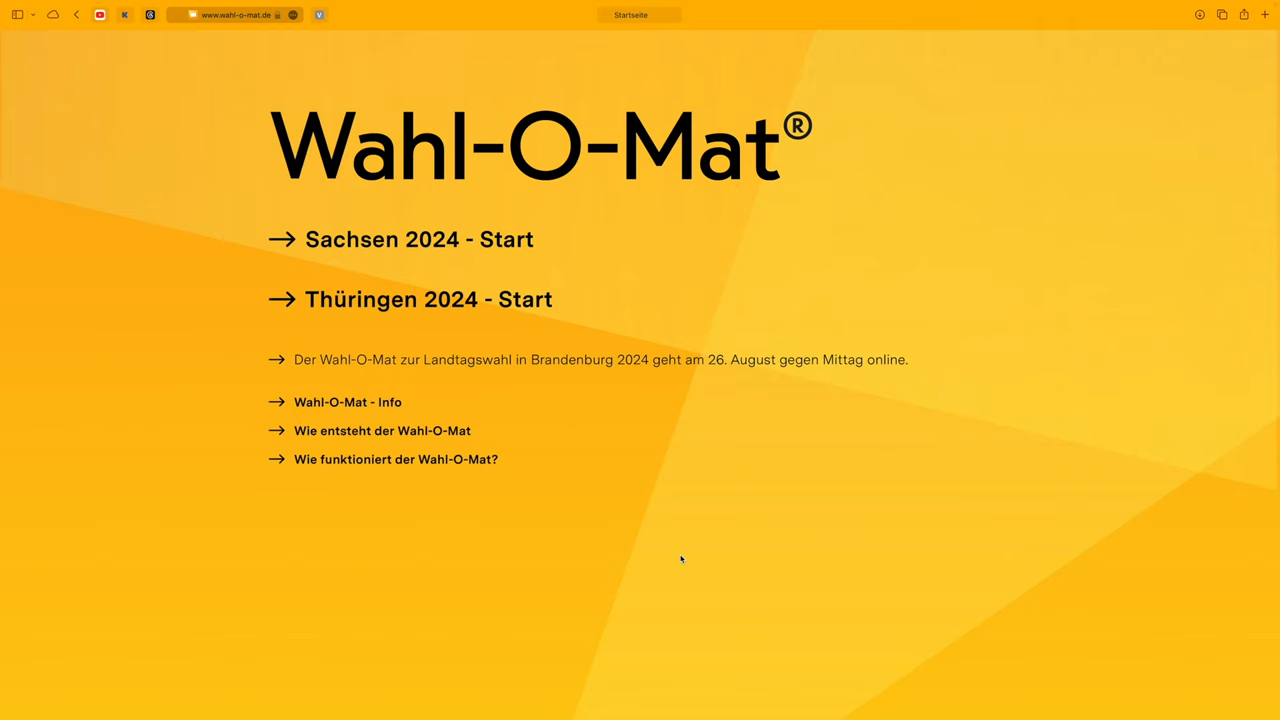 www.wahl-o-mat.de
Startseite
Wahl-O-Mat®
→ Sachsen 2024 - Start
→ Thüringen 2024 - Start
→ Der Wahl-O-Mat zur Landtagswahl in Brandenburg 2024 geht am 26. August gegen Mittag online.
→ Wahl-O-Mat - Info
→ Wie entsteht der Wahl-O-Mat
→ Wie funktioniert der Wahl-O-Mat?